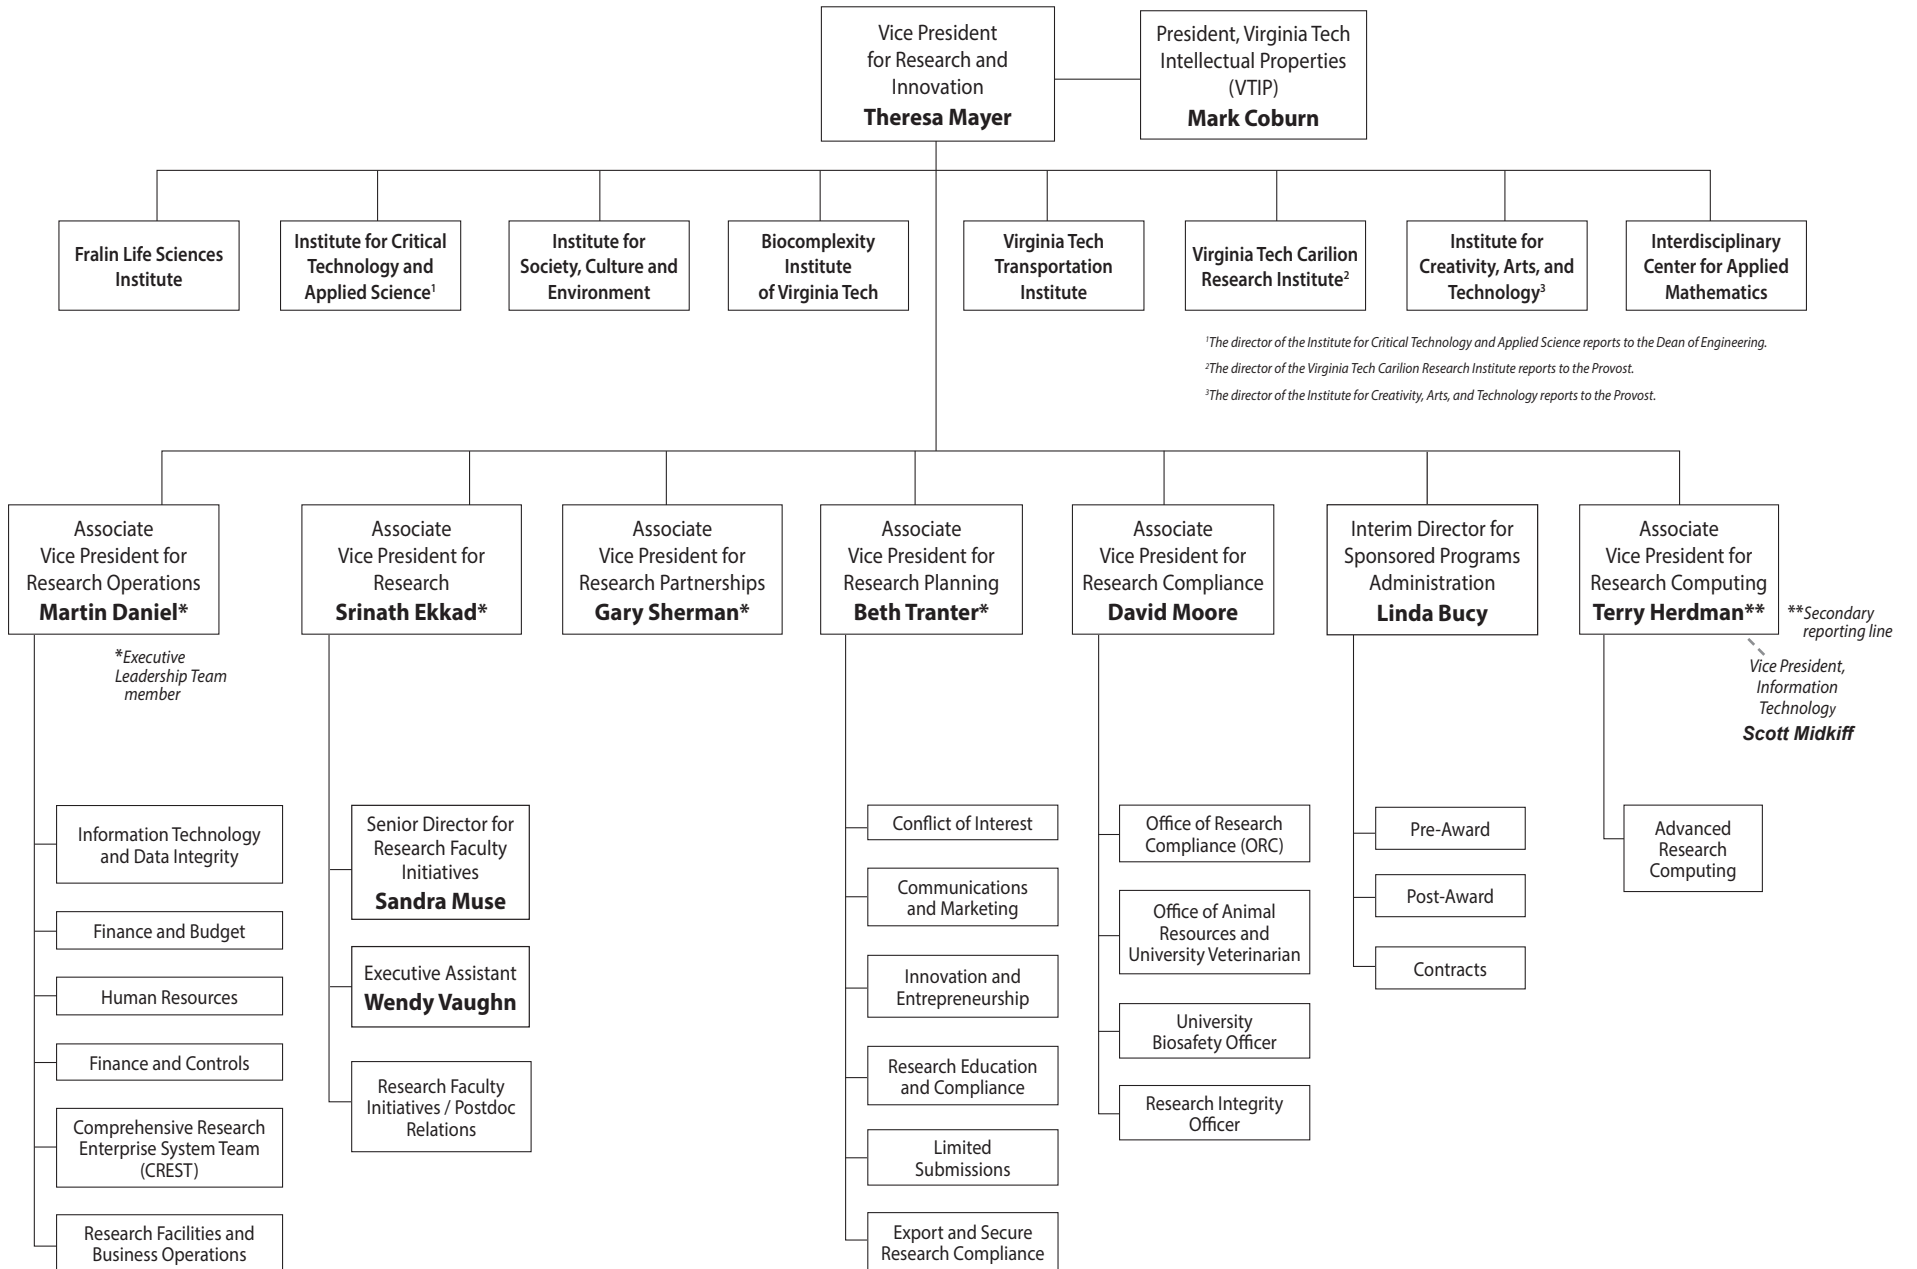 Vice President
for Research and
Innovation
Theresa Mayer
President, Virginia Tech
Intellectual Properties
(VTIP)
Mark Coburn
Fralin Life Sciences
Institute
Institute for Critical
Technology and
Applied Science¹
Institute for
Society, Culture and
Environment
Biocomplexity
Institute
of Virginia Tech
Virginia Tech
Transportation
Institute
Virginia Tech Carilion
Research Institute²
Institute for
Creativity, Arts, and
Technology³
Interdisciplinary
Center for Applied
Mathematics
¹The director of the Institute for Critical Technology and Applied Science reports to the Dean of Engineering.
²The director of the Virginia Tech Carilion Research Institute reports to the Provost.
³The director of the Institute for Creativity, Arts, and Technology reports to the Provost.
Associate
Vice President for
Research Operations
Martin Daniel*
*Executive
Leadership Team
member
Associate
Vice President for
Research
Srinath Ekkad*
Associate
Vice President for
Research Partnerships
Gary Sherman*
Associate
Vice President for
Research Planning
Beth Tranter*
Associate
Vice President for
Research Compliance
David Moore
Interim Director for
Sponsored Programs
Administration
Linda Bucy
Associate
Vice President for
Research Computing
Terry Herdman**
**Secondary
reporting line
Vice President,
Information
Technology
Scott Midkiff
Information Technology
and Data Integrity
Finance and Budget
Human Resources
Finance and Controls
Comprehensive Research
Enterprise System Team
(CREST)
Research Facilities and
Business Operations
Senior Director for
Research Faculty
Initiatives
Sandra Muse
Executive Assistant
Wendy Vaughn
Research Faculty
Initiatives / Postdoc
Relations
Conflict of Interest
Communications
and Marketing
Innovation and
Entrepreneurship
Research Education
and Compliance
Limited
Submissions
Export and Secure
Research Compliance
Office of Research
Compliance (ORC)
Office of Animal
Resources and
University Veterinarian
University
Biosafety Officer
Research Integrity
Officer
Pre-Award
Post-Award
Contracts
Advanced
Research
Computing